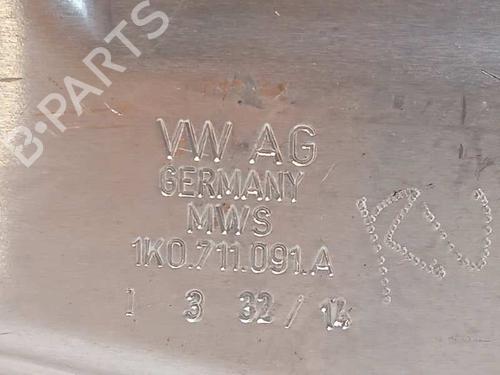 B-PARTS
VW AG
GERMANY
MWS
1K0.711.091.A
1 3 32/12